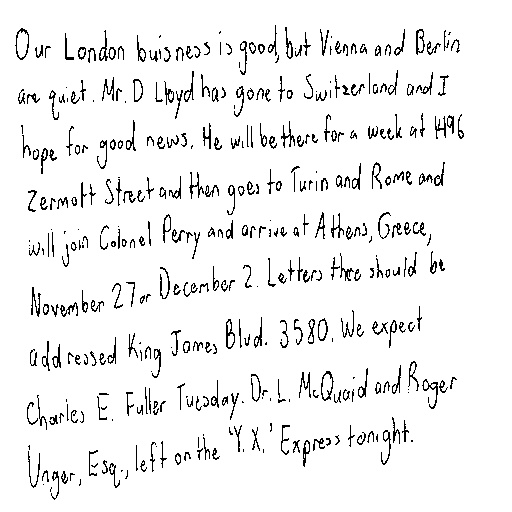 Our London buisness is good, but Vienna and Berlin
are quiet. Mr. D Lloyd has gone to Switzerland and I
hope for good news. He will be there for a week at 1496
Zermott Street and then goes to Turin and Rome and
will join Colonel Perry and arrive at Athens, Greece,
November 27 or December 2. Letters there should be
addressed King James Blvd. 3580. We expect
Charles E. Fuller Tuesday. Dr. L. McQuaid and Roger
Unger, Esq., left on the 'Y. X.' Express tonight.